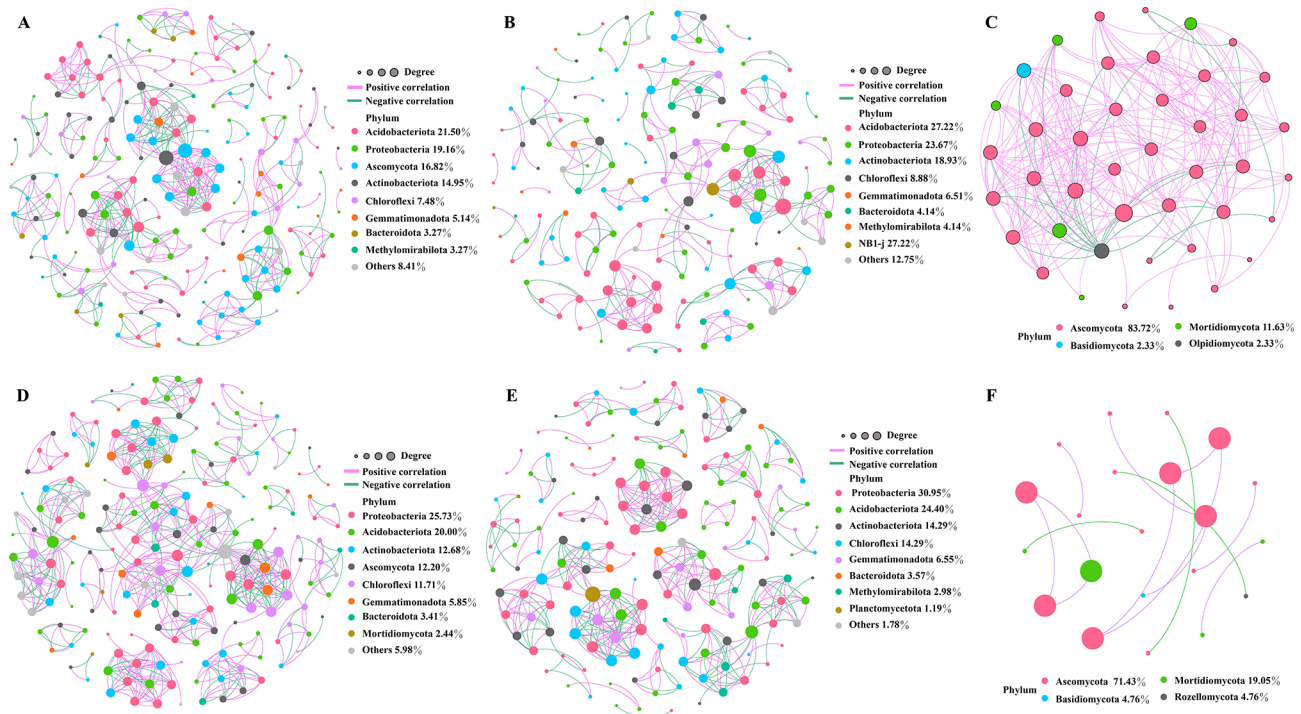 A
Degree
Positive correlation
Negative correlation
Phylum
Acidobacteriota 21.50%
Proteobacteria 19.16%
Ascomycota 16.82%
Actinobacteriota 14.95%
Chloroflexi 7.48%
Gemmatimonadota 5.14%
Bacteroidota 3.27%
Methylomirabilota 3.27%
Others 8.41%
B
Degree
Positive correlation
Negative correlation
Phylum
Acidobacteriota 27.22%
Proteobacteria 23.67%
Actinobacteriota 18.93%
Chloroflexi 8.88%
Gemmatimonadota 6.51%
Bacteroidota 4.14%
Methylomirabilota 4.14%
NB1-j 27.22%
Others 12.75%
C
Phylum
Ascomycota 83.72%
Mortidiomycota 11.63%
Basidiomycota 2.33%
Olpidiomycota 2.33%
D
Degree
Positive correlation
Negative correlation
Phylum
Proteobacteria 25.73%
Acidobacteriota 20.00%
Actinobacteriota 12.68%
Ascomycota 12.20%
Chloroflexi 11.71%
Gemmatimonadota 5.85%
Bacteroidota 3.41%
Mortidiomycota 2.44%
Others 5.98%
E
Degree
Positive correlation
Negative correlation
Phylum
Proteobacteria 30.95%
Acidobacteriota 24.40%
Actinobacteriota 14.29%
Chloroflexi 14.29%
Gemmatimonadota 6.55%
Bacteroidota 3.57%
Methylomirabilota 2.98%
Planctomycetota 1.19%
Others 1.78%
F
Phylum
Ascomycota 71.43%
Mortidiomycota 19.05%
Basidiomycota 4.76%
Rozellomycota 4.76%